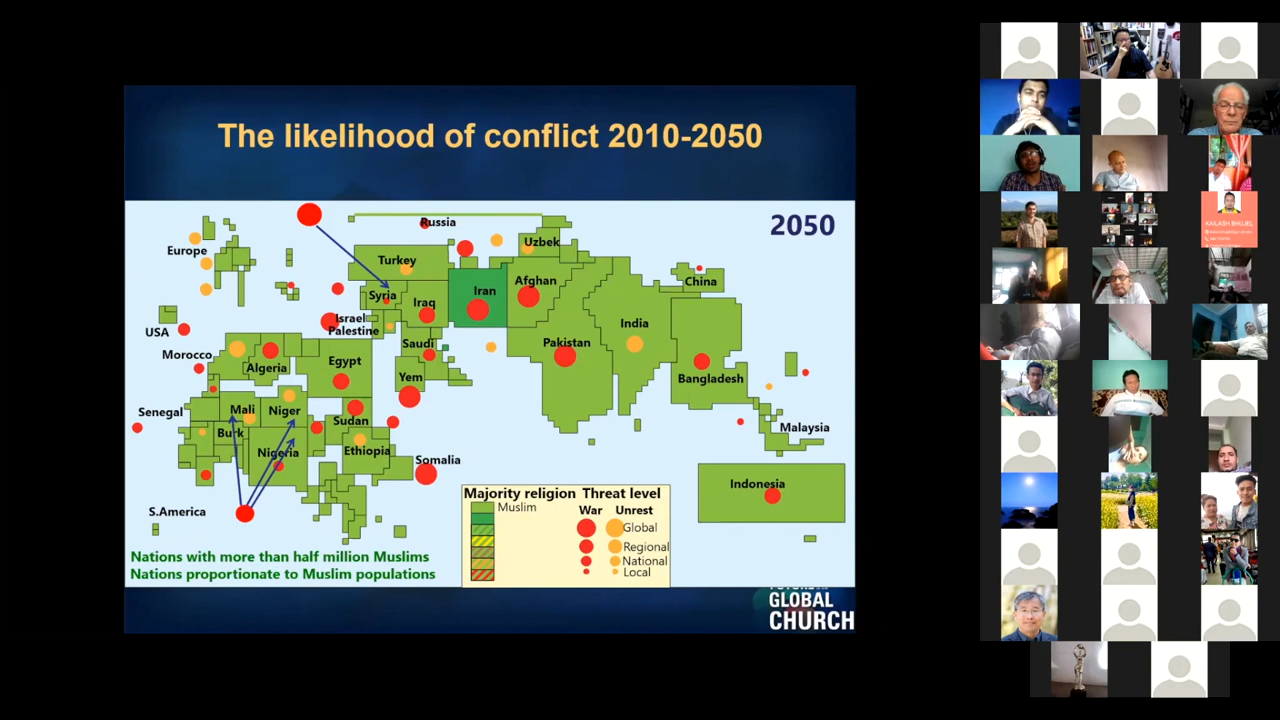 The likelihood of conflict 2010-2050
2050
Russia
Europe
Uzbek
Turkey
Afghan
China
Iran
Syria
Iraq
Israel
Palestine
USA
India
Saudi
Pakistan
Morocco
Egypt
Algeria
Yem
Bangladesh
Senegal
Mali
Niger
Sudan
Burk
Malaysia
Nigeria
Ethiopia
Somalia
Indonesia
S.America
Majority religion Threat level
Muslim
War Unrest
Global
Regional
National
Local
Nations with more than half million Muslims
Nations proportionate to Muslim populations
GLOBAL
CHURCH
KAILASH BHUJEL